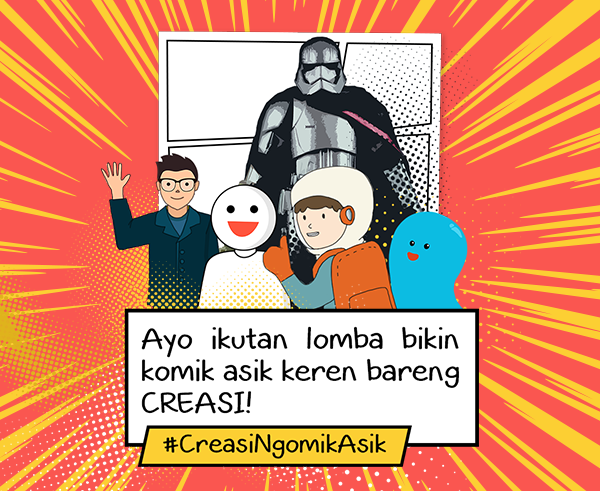 Ayo ikutan lomba bikin
komik asik keren bareng
CREASI!
#CreasiNgomikAsik